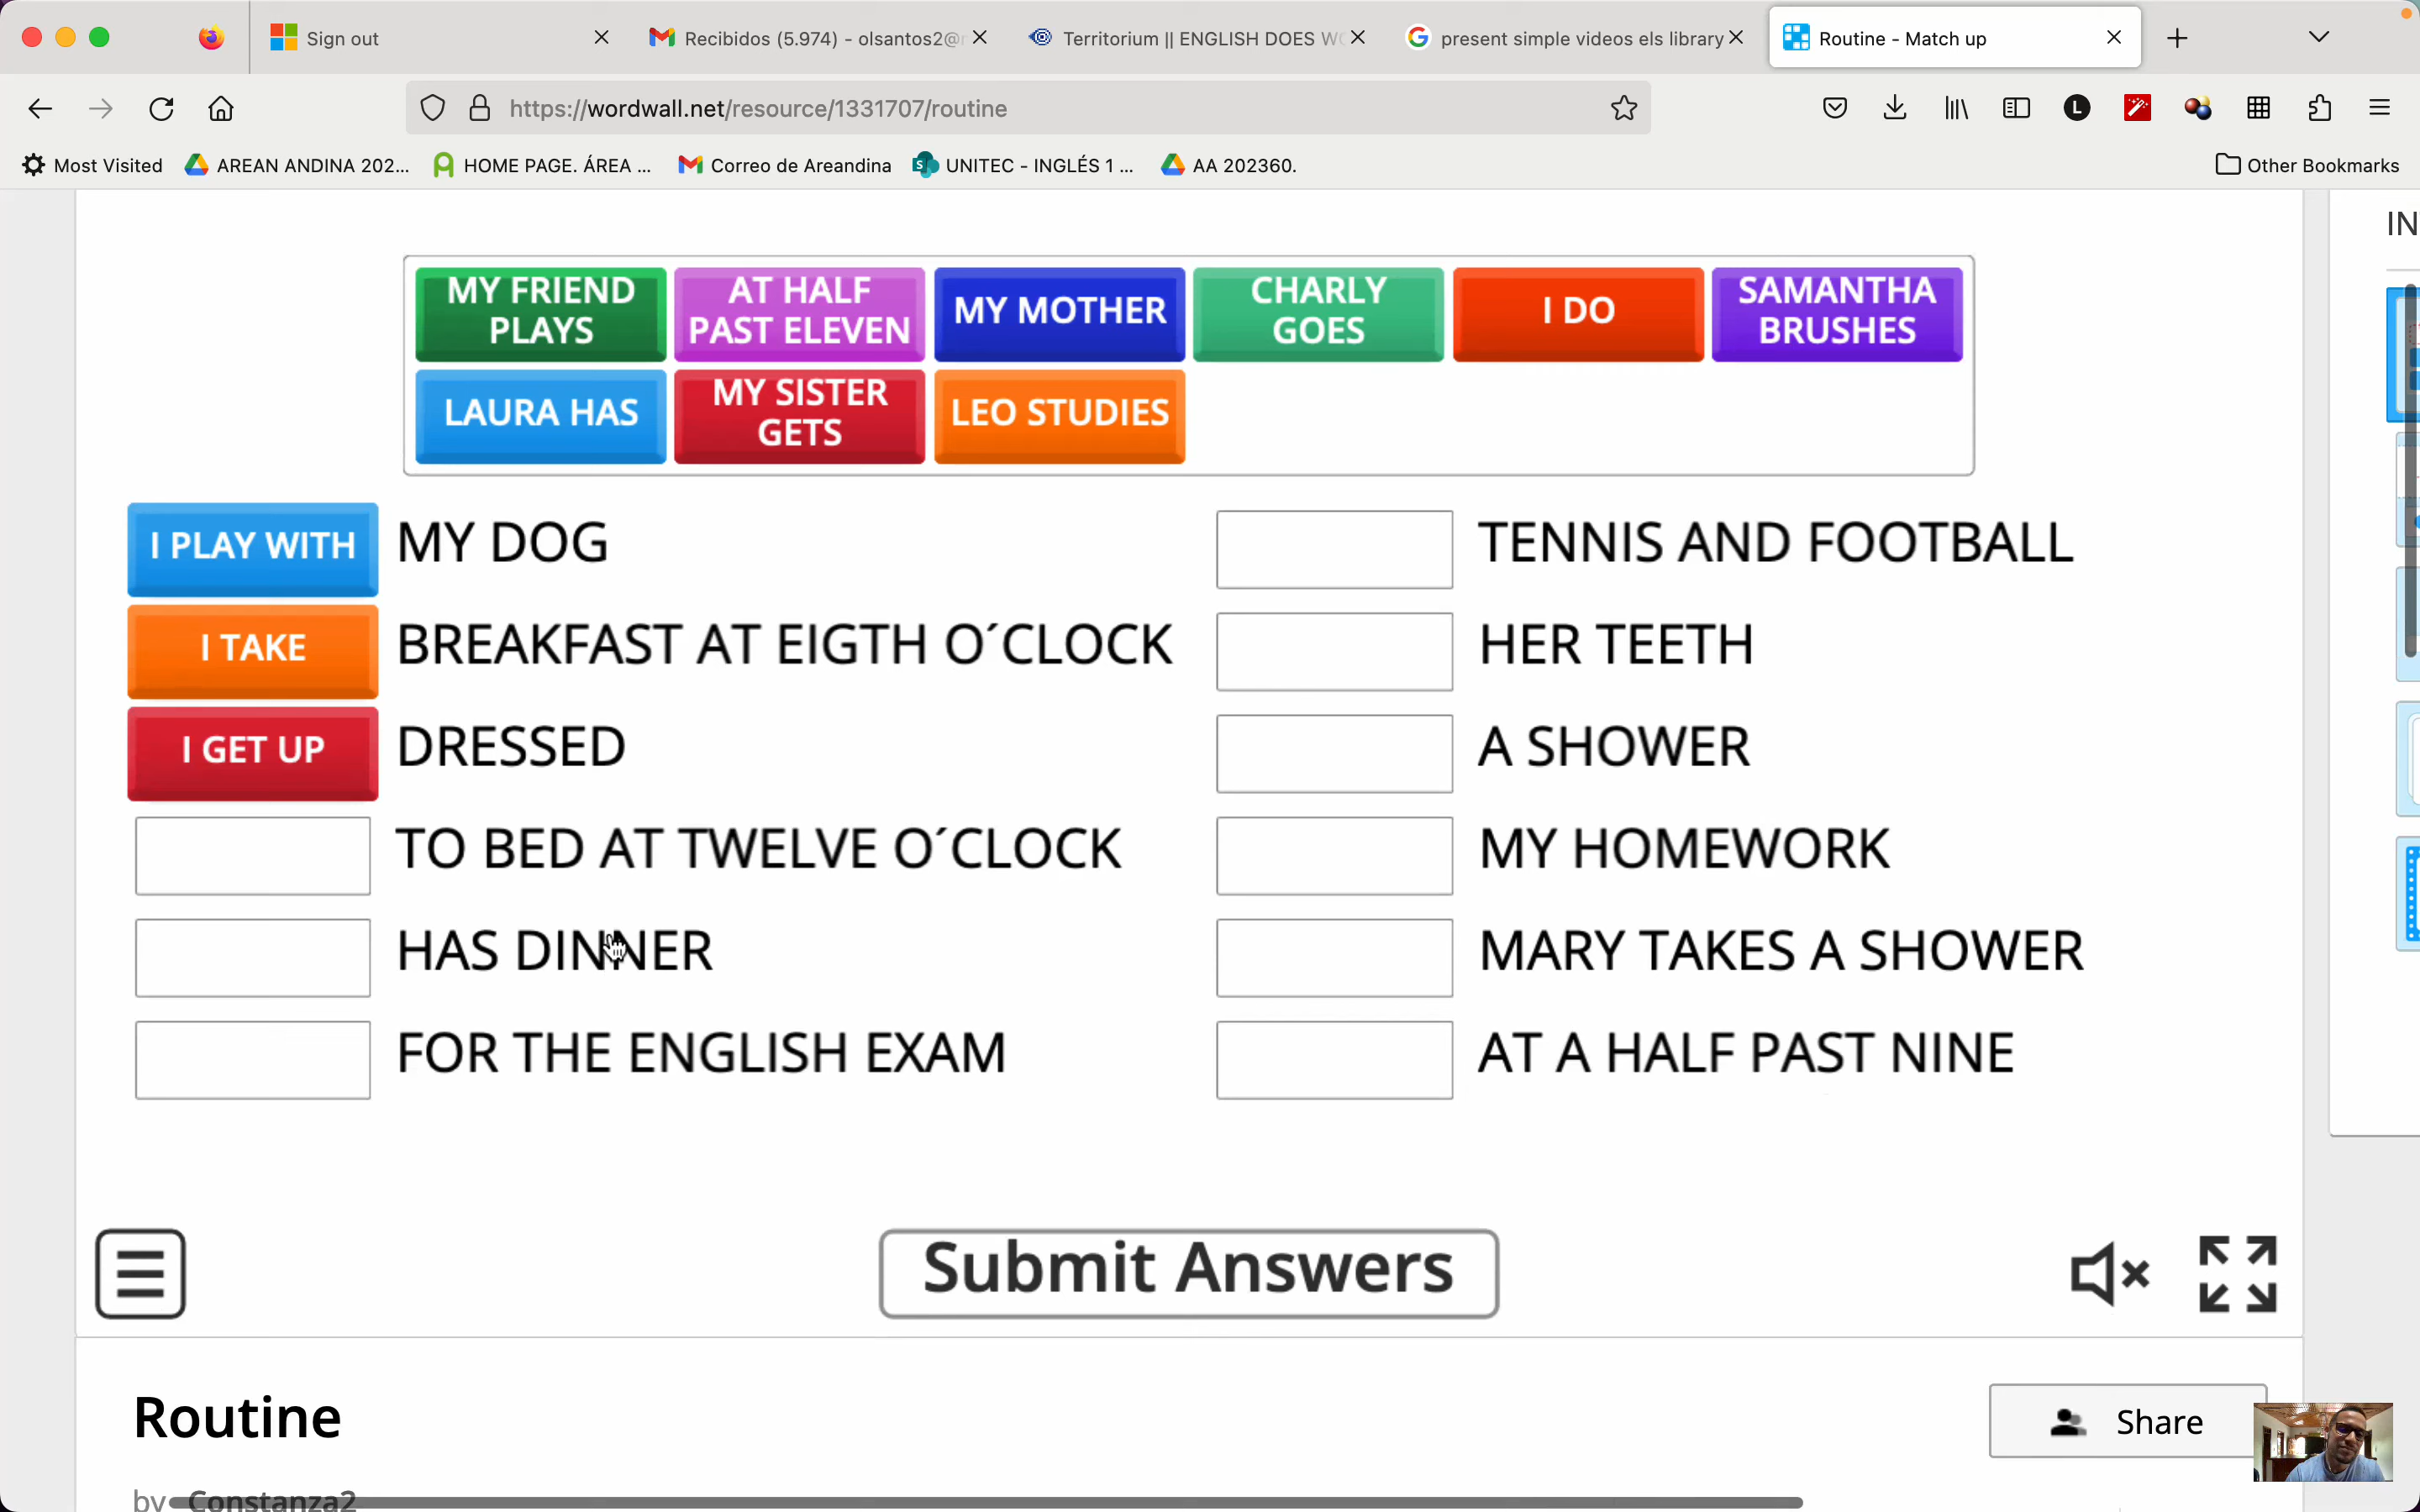 Sign out
Recibidos (5.974) - olsantos2@
Territorium || ENGLISH DOES WO
present simple videos els library
Routine - Match up
https://wordwall.net/resource/1331707/routine
L
Most Visited
AREAN ANDINA 202...
HOME PAGE. ÁREA ...
Correo de Areandina
UNITEC - INGLÉS 1 ...
AA 202360.
Other Bookmarks
IN
MY FRIEND
PLAYS
AT HALF
PAST ELEVEN
MY MOTHER
CHARLY
GOES
I DO
SAMANTHA
BRUSHES
LAURA HAS
MY SISTER
GETS
LEO STUDIES
I PLAY WITH MY DOG
I TAKE BREAKFAST AT EIGTH O´CLOCK
I GET UP DRESSED
TO BED AT TWELVE O´CLOCK
HAS DINNER
FOR THE ENGLISH EXAM
TENNIS AND FOOTBALL
HER TEETH
A SHOWER
MY HOMEWORK
MARY TAKES A SHOWER
AT A HALF PAST NINE
Submit Answers
Routine
Share
by Constanza2